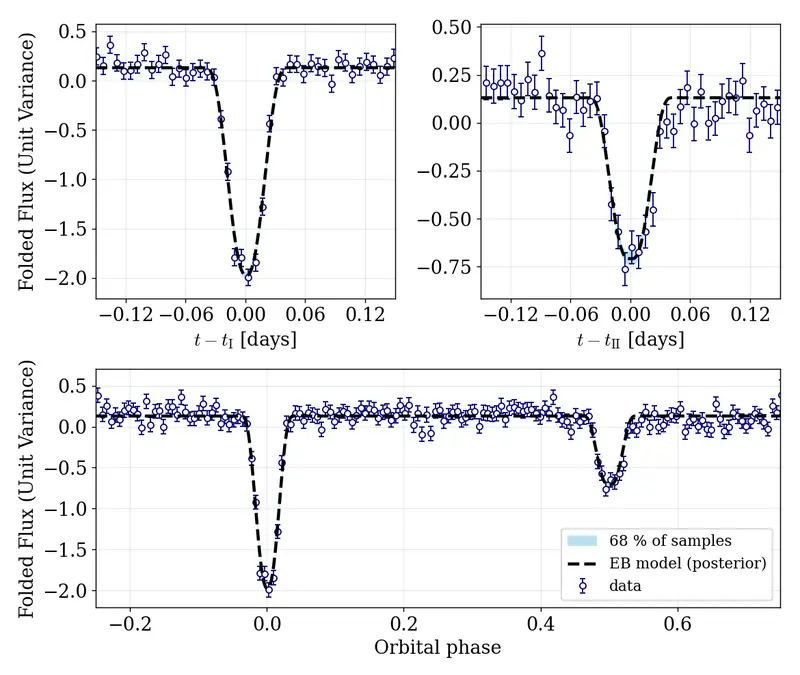 Folded Flux (Unit Variance)
0.5
0.0
−0.5
−1.0
−1.5
−2.0
−0.12 −0.06 0.00 0.06 0.12
t − tI [days]
0.50
0.25
0.00
−0.25
−0.50
−0.75
−0.12 −0.06 0.00 0.06 0.12
t − tII [days]
Folded Flux (Unit Variance)
0.5
0.0
−0.5
−1.0
−1.5
−2.0
−0.2 0.0 0.2 0.4 0.6
Orbital phase
68 % of samples
EB model (posterior)
data